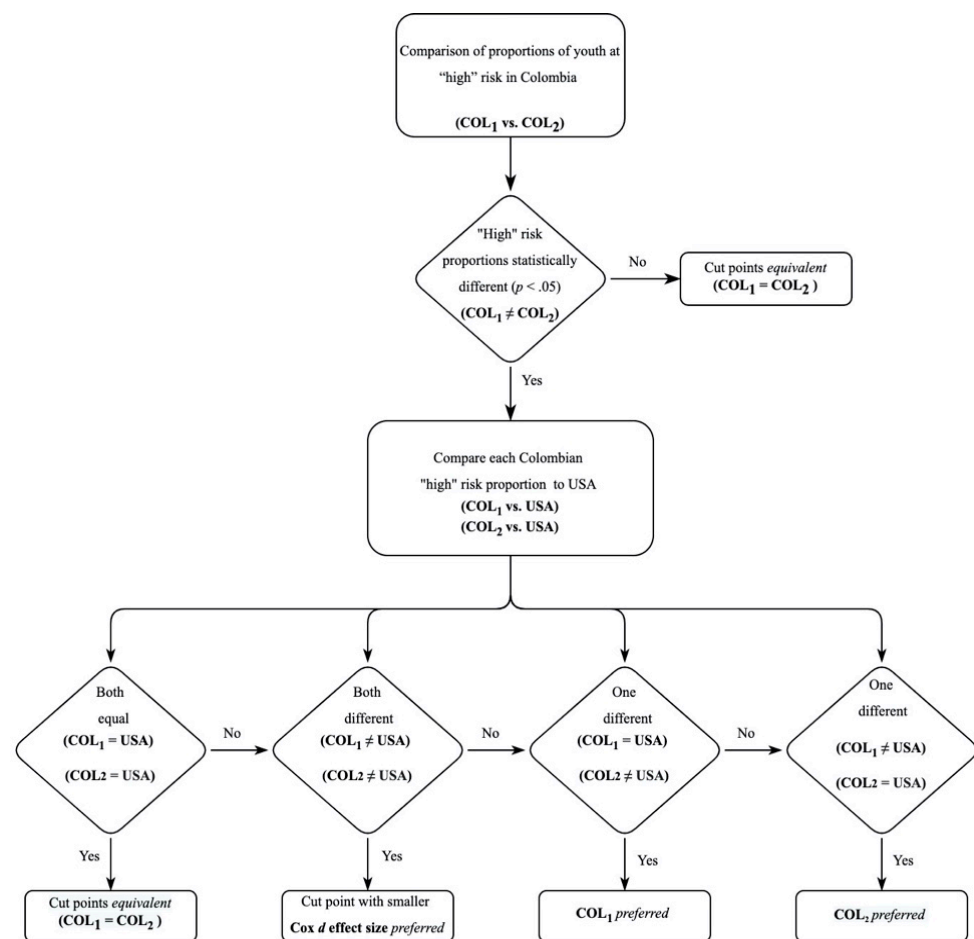 Comparison of proportions of youth at
“high” risk in Colombia
(COL₁ vs. COL₂)
"High" risk
proportions statistically
different (p < .05)
(COL₁ ≠ COL₂)
No
Cut points equivalent
(COL₁ = COL₂ )
Yes
Compare each Colombian
"high" risk proportion to USA
(COL₁ vs. USA)
(COL₂ vs. USA)
Both
equal
(COL₁ = USA)
(COL2 = USA)
No
Both
different
(COL₁ ≠ USA)
(COL2 ≠ USA)
No
One
different
(COL₁ = USA)
(COL2 ≠ USA)
No
One
different
(COL₁ ≠ USA)
(COL2 = USA)
Yes
Yes
Yes
Yes
Cut points equivalent
(COL₁ = COL₂ )
Cut point with smaller
Cox d effect size preferred
COL₁ preferred
COL₂ preferred